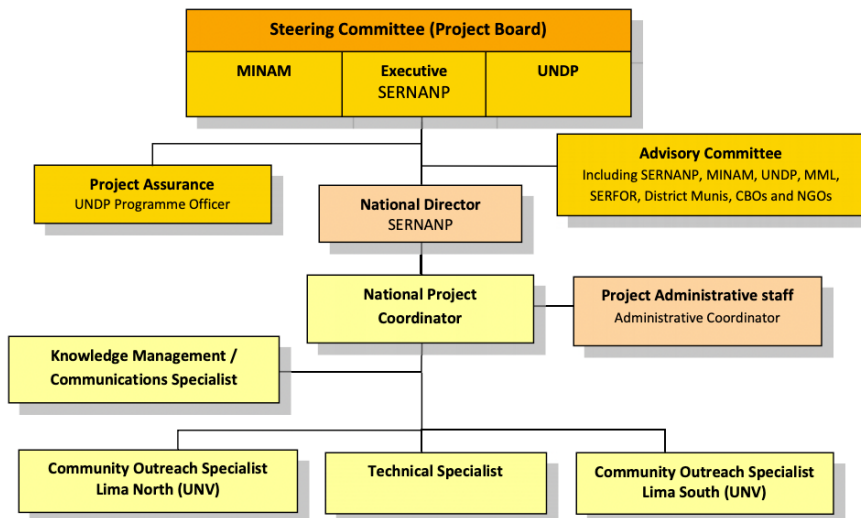 Steering Committee (Project Board)
MINAM
Executive
SERNANP
UNDP
Project Assurance
UNDP Programme Officer
Advisory Committee
Including SERNANP, MINAM, UNDP, MML,
SERFOR, District Munis, CBOs and NGOs
National Director
SERNANP
National Project
Coordinator
Project Administrative staff
Administrative Coordinator
Knowledge Management /
Communications Specialist
Community Outreach Specialist
Lima North (UNV)
Technical Specialist
Community Outreach Specialist
Lima South (UNV)